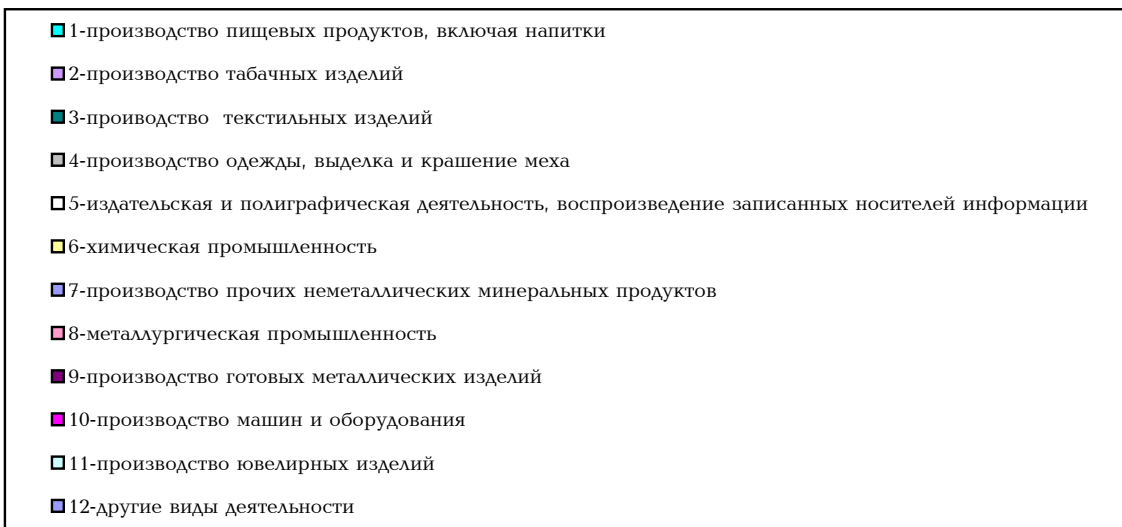 1-производство пищевых продуктов, включая напитки
2-производство табачных изделий
3-проиводство  текстильных изделий
4-производство одежды, выделка и крашение меха
5-издательская и полиграфическая деятельность, воспроизведение записанных носителей информации
6-химическая промышленность
7-производство прочих неметаллических минеральных продуктов
8-металлургическая промышленность
9-производство готовых металлических изделий
10-производство машин и оборудования
11-производство ювелирных изделий
12-другие виды деятельности